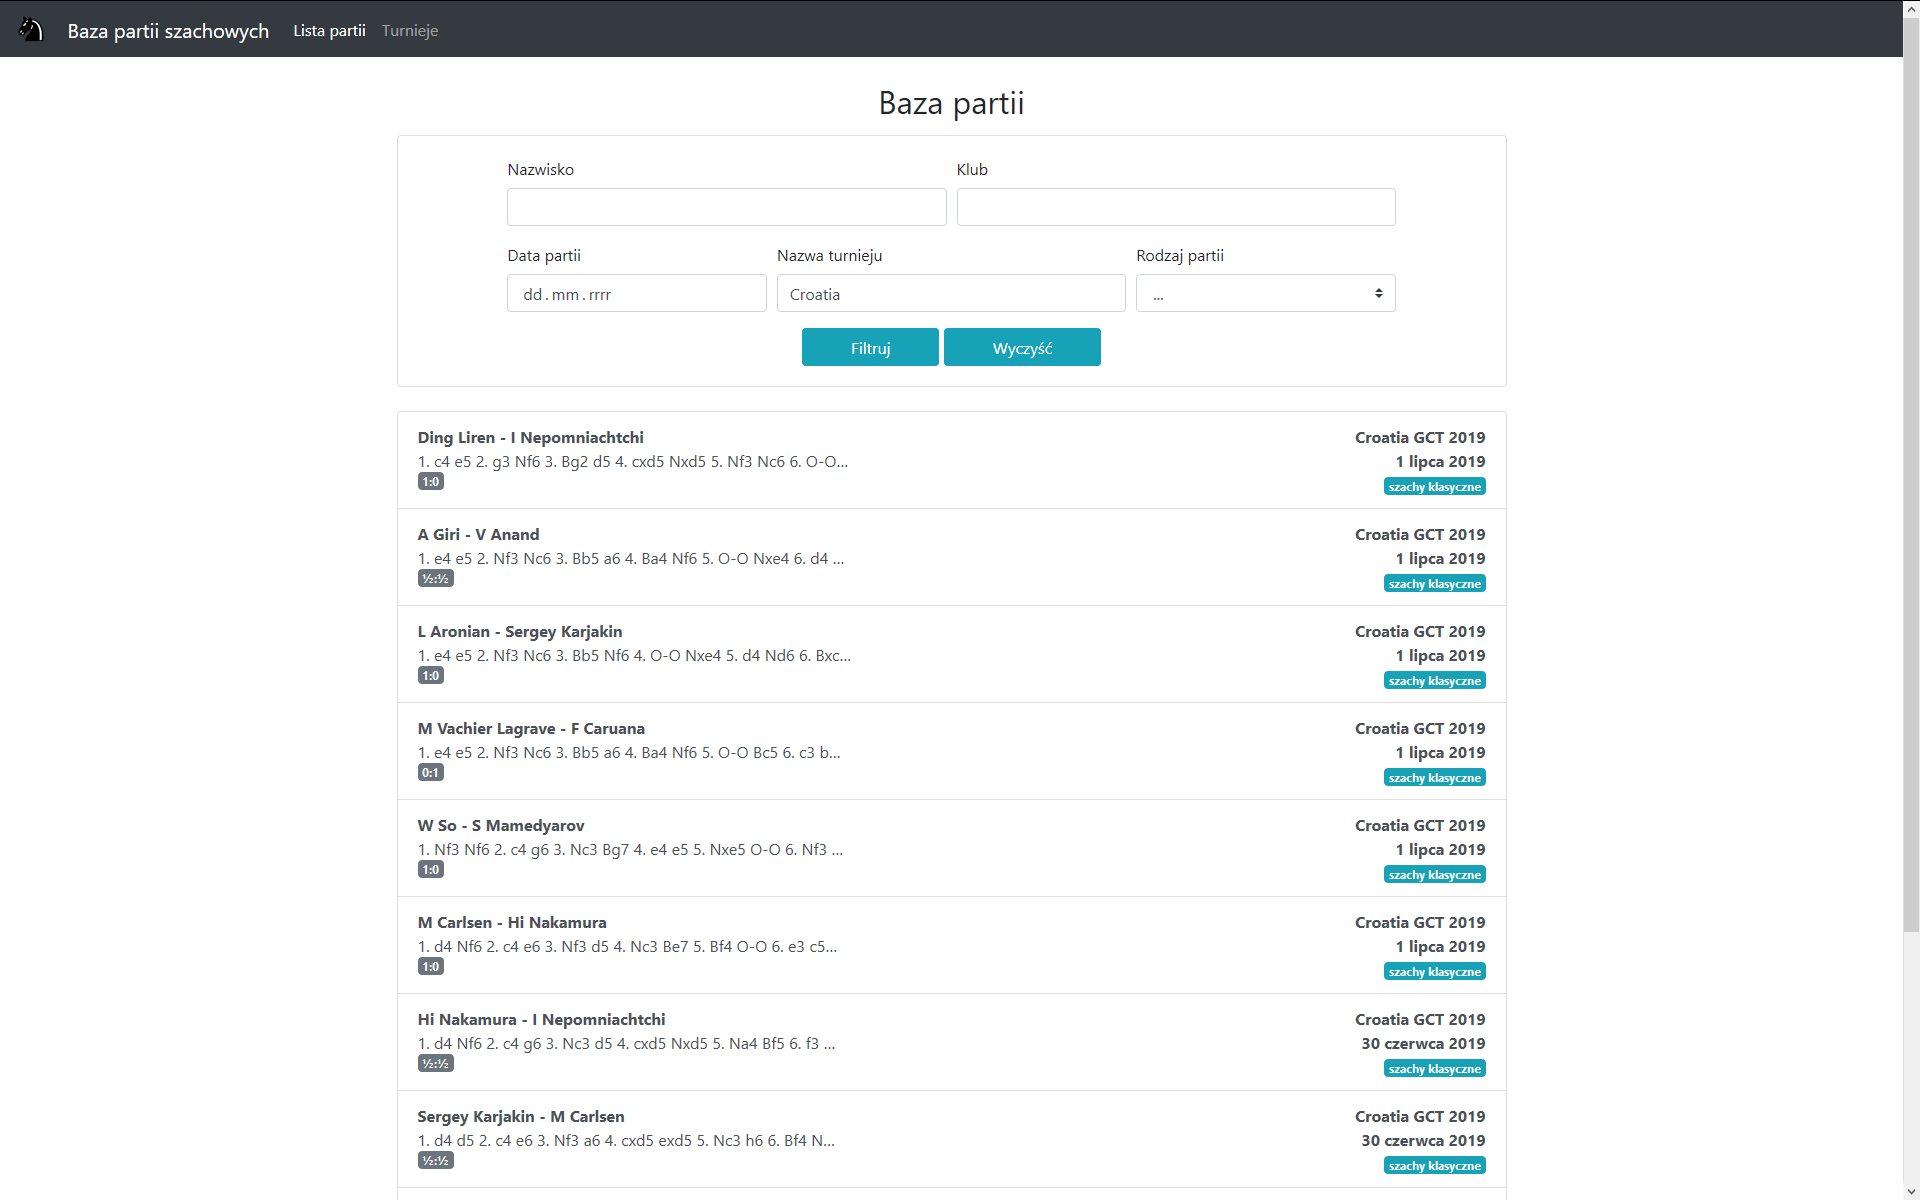 Baza partii szachowych Lista partii Turnieje
Baza partii
Nazwisko Klub
Data partii Nazwa turnieju Rodzaj partii
dd.mm.rrrr Croatia ...
Filtruj Wyczyść
Ding Liren - I Nepomniachtchi Croatia GCT 2019
1. c4 e5 2. g3 Nf6 3. Bg2 d5 4. cxd5 Nxd5 5. Nf3 Nc6 6. O-O... 1 lipca 2019
1:0 szachy klasyczne
A Giri - V Anand Croatia GCT 2019
1. e4 e5 2. Nf3 Nc6 3. Bb5 a6 4. Ba4 Nf6 5. O-O Nxe4 6. d4 ... 1 lipca 2019
½:½ szachy klasyczne
L Aronian - Sergey Karjakin Croatia GCT 2019
1. e4 e5 2. Nf3 Nc6 3. Bb5 Nf6 4. O-O Nxe4 5. d4 Nd6 6. Bxc... 1 lipca 2019
1:0 szachy klasyczne
M Vachier Lagrave - F Caruana Croatia GCT 2019
1. e4 e5 2. Nf3 Nc6 3. Bb5 a6 4. Ba4 Nf6 5. O-O Bc5 6. c3 b... 1 lipca 2019
0:1 szachy klasyczne
W So - S Mamedyarov Croatia GCT 2019
1. Nf3 Nf6 2. c4 g6 3. Nc3 Bg7 4. e4 e5 5. Nxe5 O-O 6. Nf3 ... 1 lipca 2019
1:0 szachy klasyczne
M Carlsen - Hi Nakamura Croatia GCT 2019
1. d4 Nf6 2. c4 e6 3. Nf3 d5 4. Nc3 Be7 5. Bf4 O-O 6. e3 c5... 1 lipca 2019
1:0 szachy klasyczne
Hi Nakamura - I Nepomniachtchi Croatia GCT 2019
1. d4 Nf6 2. c4 g6 3. Nc3 d5 4. cxd5 Nxd5 5. Na4 Bf5 6. f3 ... 30 czerwca 2019
½:½ szachy klasyczne
Sergey Karjakin - M Carlsen Croatia GCT 2019
1. d4 d5 2. c4 e6 3. Nf3 a6 4. cxd5 exd5 5. Nc3 h6 6. Bf4 N... 30 czerwca 2019
½:½ szachy klasyczne